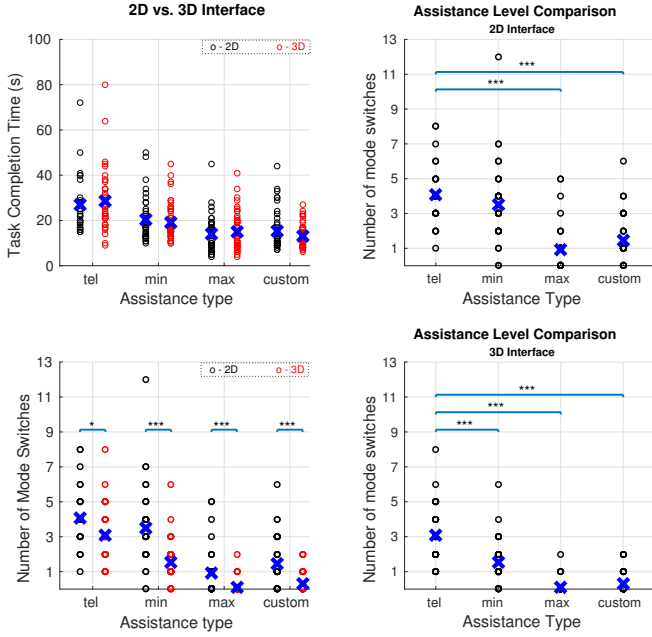 2D vs. 3D Interface
100
80
60
40
20
0
Task Completion Time (s)
o - 2D
o - 3D
tel
min
max
custom
Assistance type
Assistance Level Comparison
2D Interface
13
11
9
7
5
3
1
Number of mode switches
***
***
tel
min
max
custom
Assistance Type
13
11
9
7
5
3
1
Number of Mode Switches
o - 2D
o - 3D
*
***
***
***
tel
min
max
custom
Assistance type
Assistance Level Comparison
3D Interface
13
11
9
7
5
3
1
Number of mode switches
***
***
***
tel
min
max
custom
Assistance Type